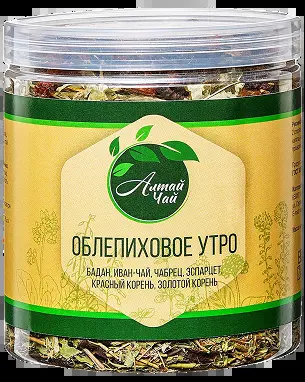 Алтай
Чай
ОБЛЕПИХОВОЕ УТРО
БАДАН, ИВАН-ЧАЙ, ЧАБРЕЦ, ЭСПАРЦЕТ,
КРАСНЫЙ КОРЕНЬ, ЗОЛОТОЙ КОРЕНЬ